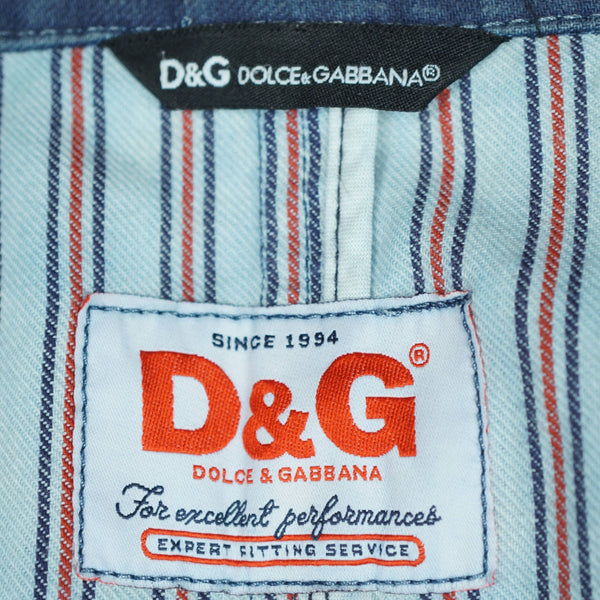 D&G DOLCE&GABBANA®
SINCE 1994
D&G®
DOLCE & GABBANA
For excellent performances
EXPERT FITTING SERVICE